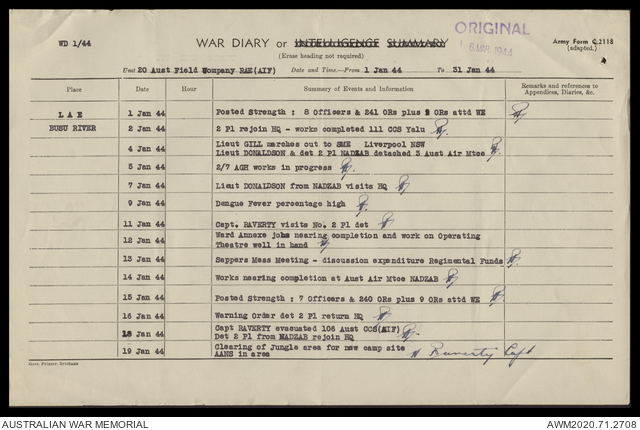 WD 1/44
WAR DIARY or INTELLIGENCE SUMMARY
(Erase heading not required)
ORIGINAL
1944
Army Form C.2118
(adapted.)
Unit 20 Aust Field Company RAE(AIF) Date and Time.—From 1 Jan 44 To 31 Jan 44
Place Date Hour Summary of Events and Information Remarks and references to Appendices, Diaries, &c.
LAE 1 Jan 44 Posted Strength : 8 Officers & 241 ORs plus 9 ORs attd WE
BUSU RIVER 2 Jan 44 2 Pl rejoin HQ - works completed 111 CCS Yalu
4 Jan 44 Lieut GILL marches out to SME Liverpool NSW
Lieut DONALDSON & det 2 Pl NADZAB detached 3 Aust Air Mtce
5 Jan 44 2/7 AGH works in progress
7 Jan 44 Lieut DONALDSON from NADZAB visits HQ
9 Jan 44 Dengue Fever percentage high
11 Jan 44 Capt. RAVERTY visits No. 2 Pl det
12 Jan 44 Ward Annexe jobs nearing completion and work on Operating
Theatre well in hand
13 Jan 44 Sappers Mess Meeting - discussion expenditure Regimental Funds
14 Jan 44 Works nearing completion at Aust Air Mtce NADZAB
15 Jan 44 Posted Strength : 7 Officers & 240 ORs plus 9 ORs attd WE
16 Jan 44 Warning Order det 2 Pl return HQ
18 Jan 44 Capt RAVERTY evacuated 106 Aust CCS(AIF)
Det 2 Pl from NADZAB rejoin HQ
19 Jan 44 Clearing of Jungle area for new camp site
AANS in area
Raverty Capt
Govt. Printer, Brisbane
AUSTRALIAN WAR MEMORIAL
AWM2020.71.2708